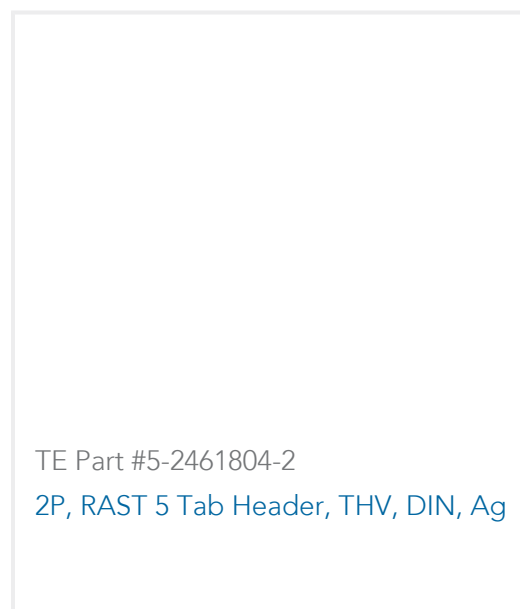 TE Part #5-2461804-2
2P, RAST 5 Tab Header, THV, DIN, Ag